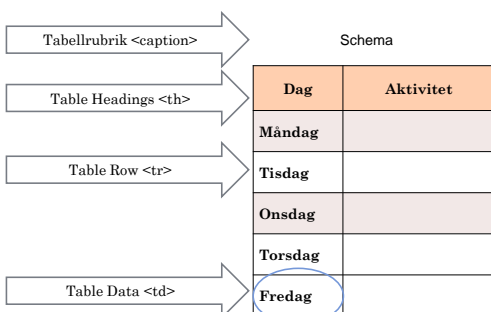 Tabellrubrik <caption>
Schema
Table Headings <th>
Dag Aktivitet
Måndag
Table Row <tr>
Tisdag
Onsdag
Torsdag
Table Data <td>
Fredag